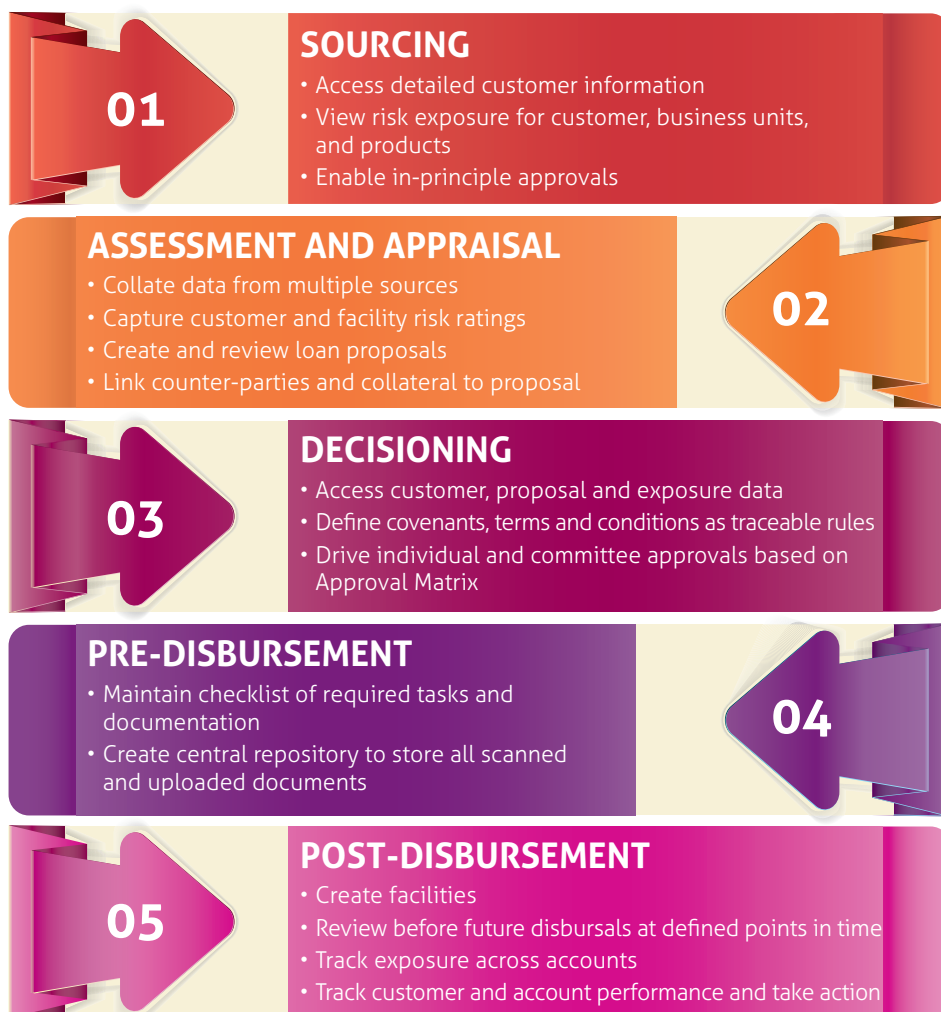 01
SOURCING
• Access detailed customer information
• View risk exposure for customer, business units,
and products
• Enable in-principle approvals
ASSESSMENT AND APPRAISAL
• Collate data from multiple sources
• Capture customer and facility risk ratings
• Create and review loan proposals
• Link counter-parties and collateral to proposal
02
03
DECISIONING
• Access customer, proposal and exposure data
• Define covenants, terms and conditions as traceable rules
• Drive individual and committee approvals based on
Approval Matrix
PRE-DISBURSEMENT
• Maintain checklist of required tasks and
documentation
• Create central repository to store all scanned
and uploaded documents
04
05
POST-DISBURSEMENT
• Create facilities
• Review before future disbursals at defined points in time
• Track exposure across accounts
• Track customer and account performance and take action